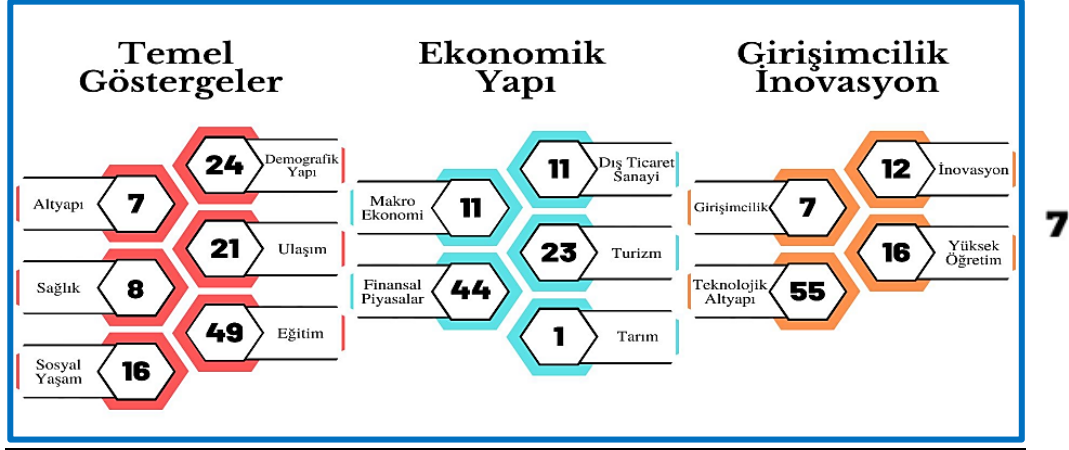 Temel
Göstergeler
24
Demografik
Yapı
Altyapı
7
21
Ulaşım
Sağlık
8
49
Eğitim
Sosyal
Yaşam
16
Ekonomik
Yapı
11
Dış Ticaret
Sanayi
Makro
Ekonomi
11
23
Turizm
Finansal
Piyasalar
44
1
Tarım
Girişimcilik
İnovasyon
12
İnovasyon
Girişimcilik
7
16
Yüksek
Öğretim
Teknolojik
Altyapı
55
7